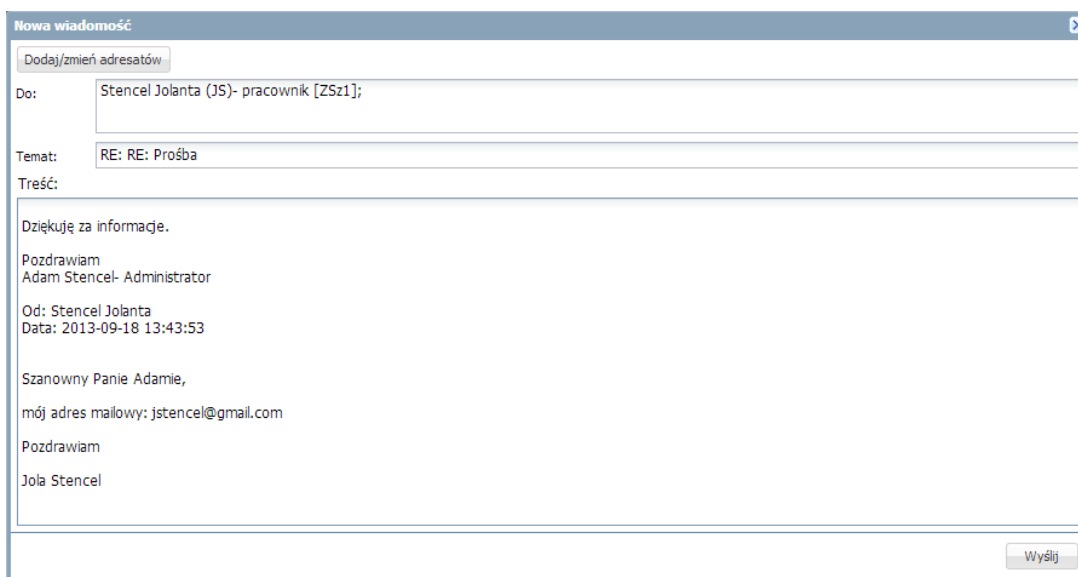 Nowa wiadomość
Dodaj/zmień adresatów
Do: Stencel Jolanta (JS)- pracownik [ZSz1];
Temat: RE: RE: Prośba
Treść:
Dziękuję za informacje.
Pozdrawiam
Adam Stencel- Administrator
Od: Stencel Jolanta
Data: 2013-09-18 13:43:53
Szanowny Panie Adamie,
mój adres mailowy: jstencel@gmail.com
Pozdrawiam
Jola Stencel
Wyślij